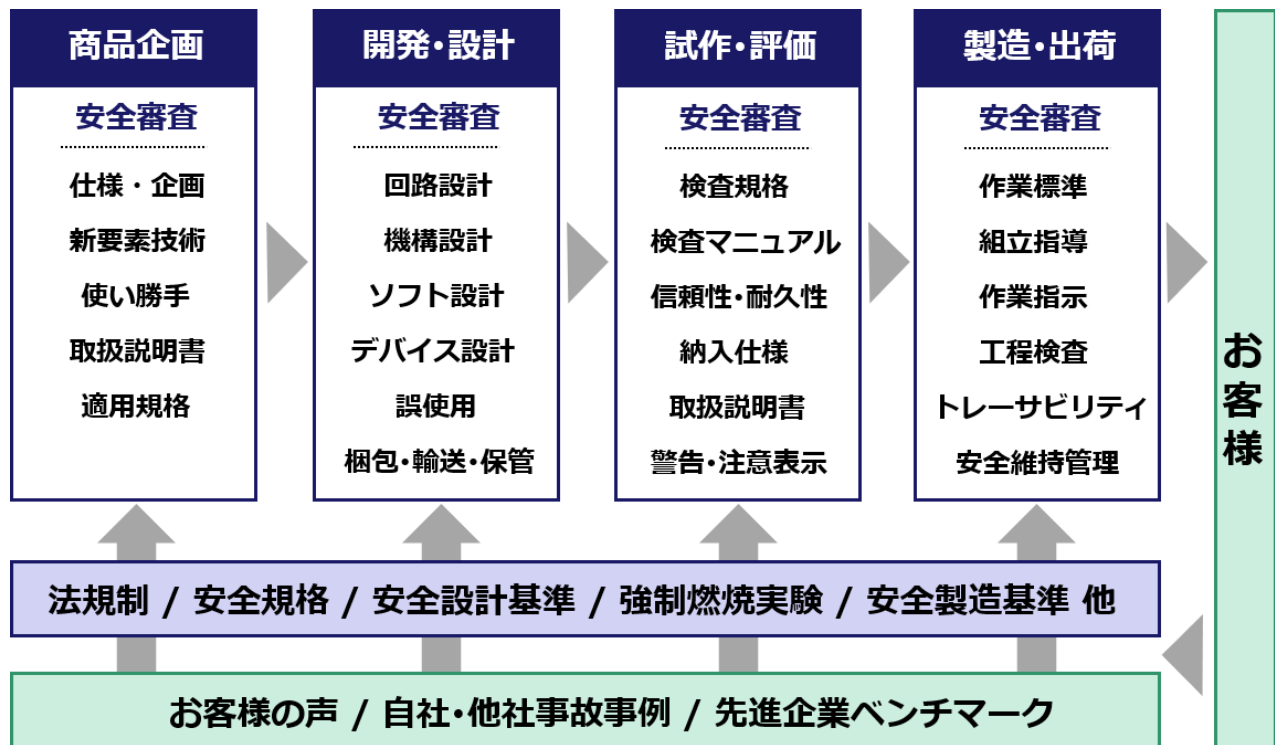 商品企画
安全審査
仕様・企画
新要素技術
使い勝手
取扱説明書
適用規格
開発・設計
安全審査
回路設計
機構設計
ソフト設計
デバイス設計
誤使用
梱包・輸送・保管
試作・評価
安全審査
検査規格
検査マニュアル
信頼性・耐久性
納入仕様
取扱説明書
警告・注意表示
製造・出荷
安全審査
作業標準
組立指導
作業指示
工程検査
トレーサビリティ
安全維持管理
お客様
法規制 / 安全規格 / 安全設計基準 / 強制燃焼実験 / 安全製造基準 他
お客様の声 / 自社・他社事故事例 / 先進企業ベンチマーク